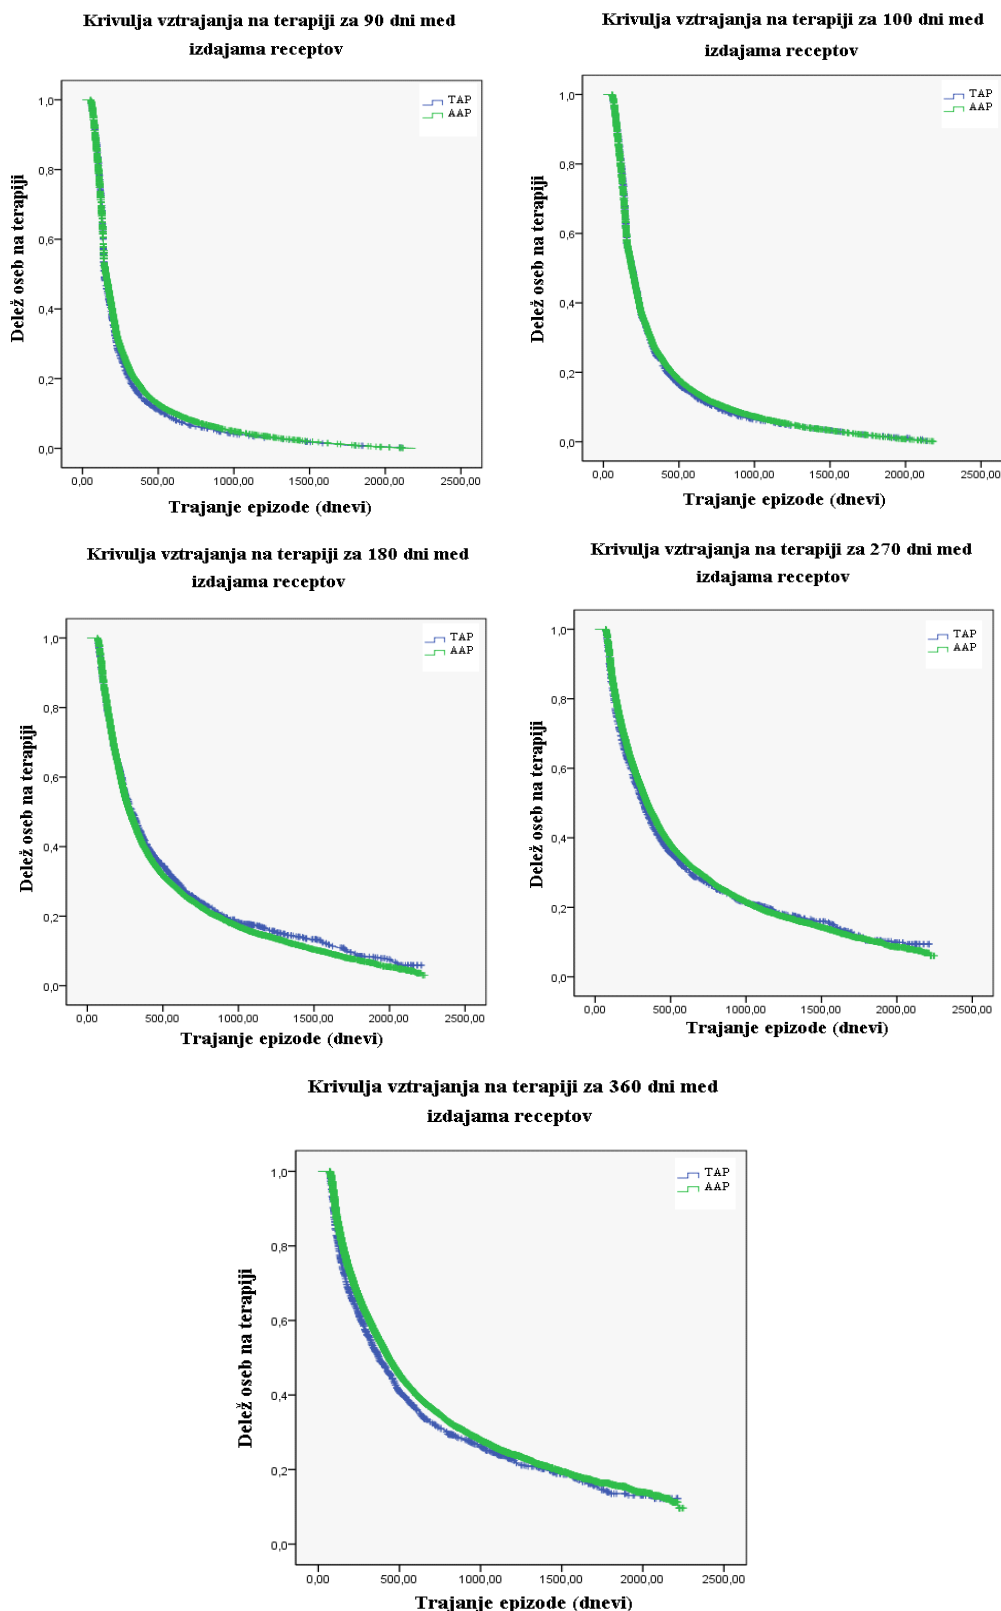 Krivulja vztrajanja na terapiji za 90 dni med
izdajama receptov
TAP
AAP
1,0
0,8
0,6
0,4
0,2
0,0
Delež oseb na terapiji
0,00 500,00 1000,00 1500,00 2000,00 2500,00
Trajanje epizode (dnevi)
Krivulja vztrajanja na terapiji za 100 dni med
izdajama receptov
TAP
AAP
1,0
0,8
0,6
0,4
0,2
0,0
Delež oseb na terapiji
0,00 500,00 1000,00 1500,00 2000,00 2500,00
Trajanje epizode (dnevi)
Krivulja vztrajanja na terapiji za 180 dni med
izdajama receptov
TAP
AAP
1,0
0,8
0,6
0,4
0,2
0,0
Delež oseb na terapiji
0,00 500,00 1000,00 1500,00 2000,00 2500,00
Trajanje epizode (dnevi)
Krivulja vztrajanja na terapiji za 270 dni med
izdajama receptov
TAP
AAP
1,0
0,8
0,6
0,4
0,2
0,0
Delež oseb na terapiji
0,00 500,00 1000,00 1500,00 2000,00 2500,00
Trajanje epizode (dnevi)
Krivulja vztrajanja na terapiji za 360 dni med
izdajama receptov
TAP
AAP
1,0
0,8
0,6
0,4
0,2
0,0
Delež oseb na terapiji
0,00 500,00 1000,00 1500,00 2000,00 2500,00
Trajanje epizode (dnevi)